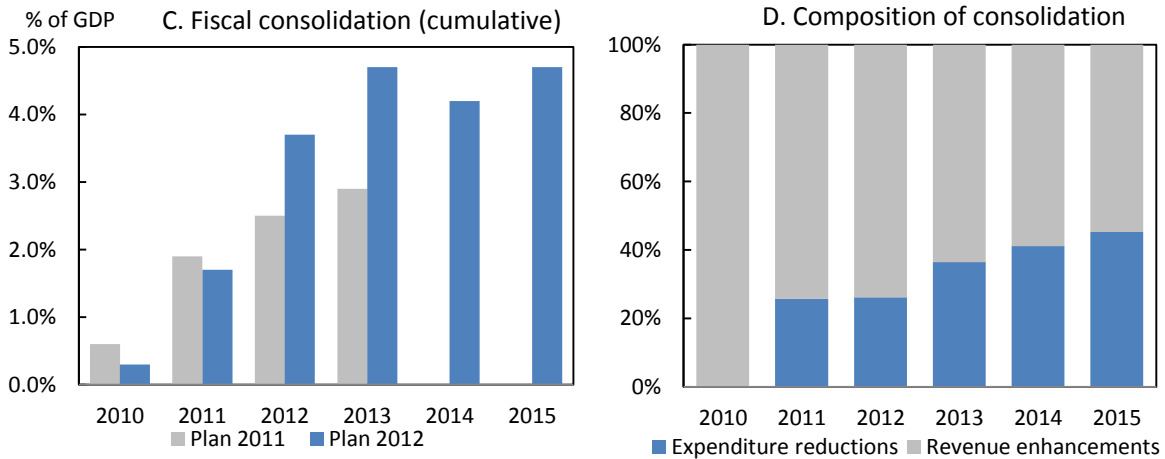 % of GDP
C. Fiscal consolidation (cumulative)
5.0%
4.0%
3.0%
2.0%
1.0%
0.0%
2010 2011 2012 2013 2014 2015
Plan 2011 Plan 2012
D. Composition of consolidation
100%
80%
60%
40%
20%
0%
2010 2011 2012 2013 2014 2015
Expenditure reductions Revenue enhancements